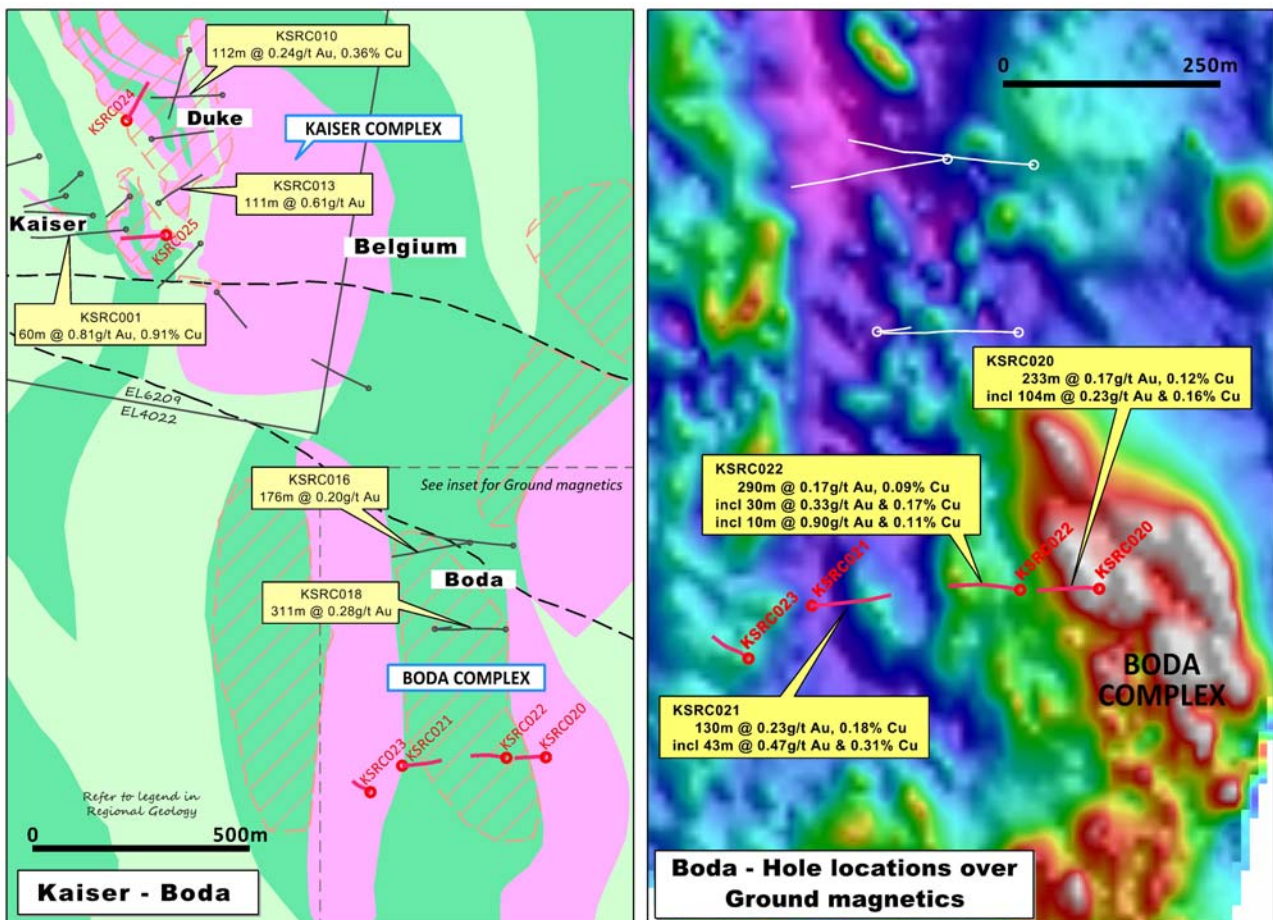 KSRC010
112m @ 0.24g/t Au, 0.36% Cu
KSRC024
Duke
KAISER COMPLEX
KSRC013
111m @ 0.61g/t Au
Kaiser
KSRC025
Belgium
KSRC001
60m @ 0.81g/t Au, 0.91% Cu
EL6209
EL4022
KSRC016
176m @ 0.20g/t Au
See inset for Ground magnetics
Boda
KSRC018
311m @ 0.28g/t Au
BODA COMPLEX
KSRC023
KSRC021
KSRC022
KSRC020
Refer to legend in
Regional Geology
0 500m
Kaiser - Boda
0 250m
KSRC020
233m @ 0.17g/t Au, 0.12% Cu
incl 104m @ 0.23g/t Au & 0.16% Cu
KSRC022
290m @ 0.17g/t Au, 0.09% Cu
incl 30m @ 0.33g/t Au & 0.17% Cu
incl 10m @ 0.90g/t Au & 0.11% Cu
KSRC023
KSRC021
KSRC022
KSRC020
BODA
COMPLEX
KSRC021
130m @ 0.23g/t Au, 0.18% Cu
incl 43m @ 0.47g/t Au & 0.31% Cu
Boda - Hole locations over
Ground magnetics